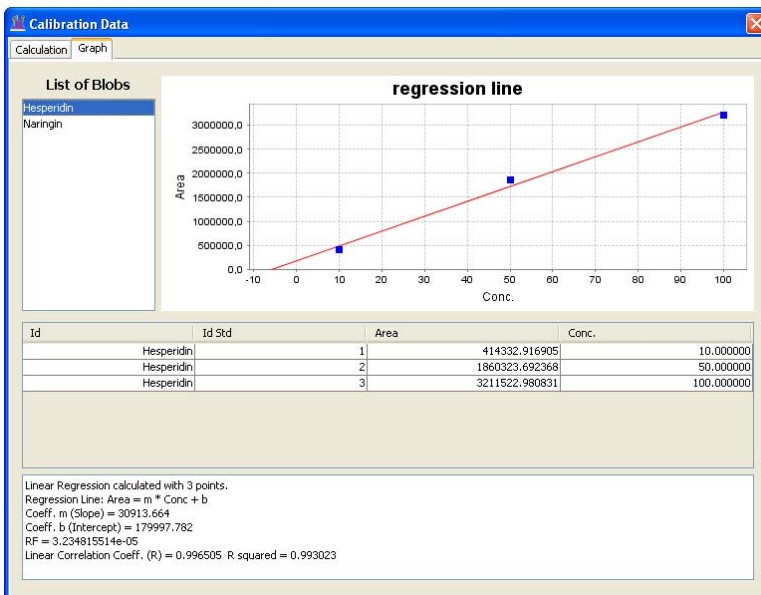 Calibration Data
Calculation Graph
List of Blobs
Hesperidin
Naringin
regression line
Area
3000000,0
2500000,0
2000000,0
1500000,0
1000000,0
500000,0
0,0
-10 0 10 20 30 40 50 60 70 80 90 100
Conc.
Id Id Std Area Conc.
Hesperidin 1 414332.916905 10.000000
Hesperidin 2 1860323.692368 50.000000
Hesperidin 3 3211522.980831 100.000000
Linear Regression calculated with 3 points.
Regression Line: Area = m * Conc + b
Coeff. m (Slope) = 30913.664
Coeff. b (Intercept) = 179997.782
RF = 3.234815514e-05
Linear Correlation Coeff. (R) = 0.996505 R squared = 0.993023